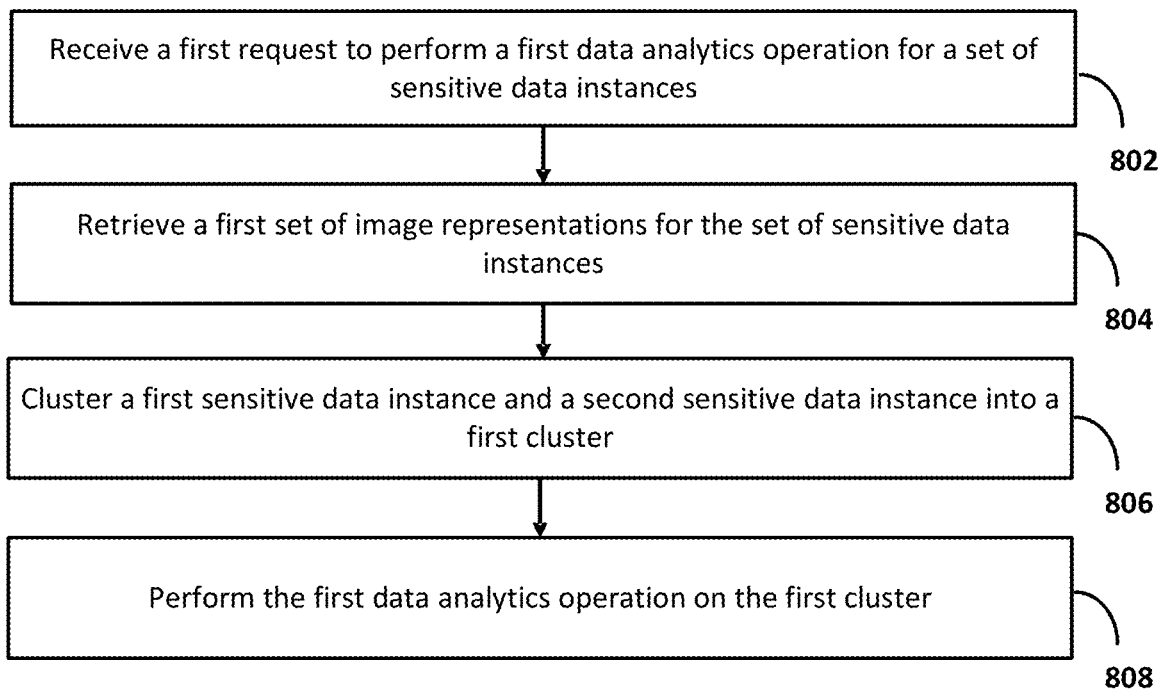 Receive a first request to perform a first data analytics operation for a set of
sensitive data instances
802
Retrieve a first set of image representations for the set of sensitive data
instances
804
Cluster a first sensitive data instance and a second sensitive data instance into a
first cluster
806
Perform the first data analytics operation on the first cluster
808